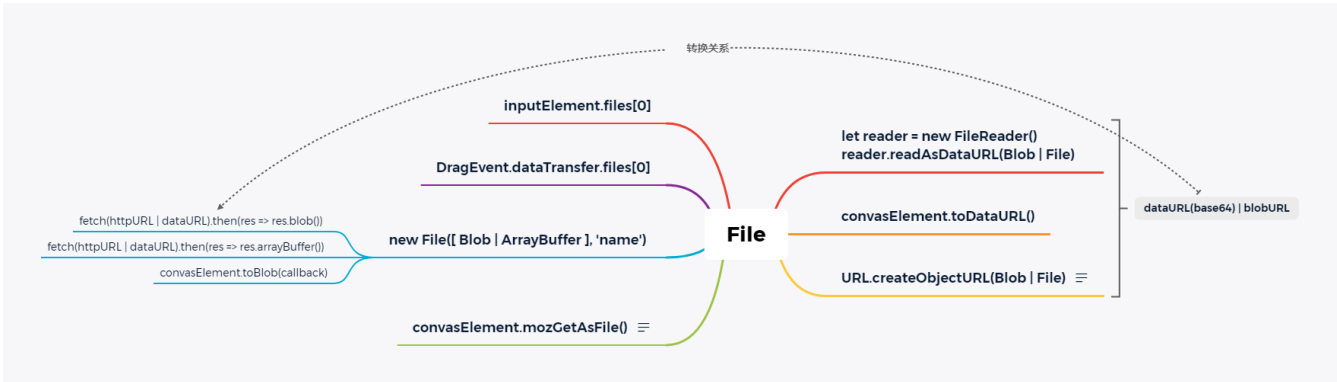 转换关系
inputElement.files[0]
DragEvent.dataTransfer.files[0]
fetch(httpURL | dataURL).then(res => res.blob())
fetch(httpURL | dataURL).then(res => res.arrayBuffer())
convasElement.toBlob(callback)
new File([ Blob | ArrayBuffer ], 'name')
convasElement.mozGetAsFile()
File
let reader = new FileReader()
reader.readAsDataURL(Blob | File)
convasElement.toDataURL()
URL.createObjectURL(Blob | File)
dataURL(base64) | blobURL